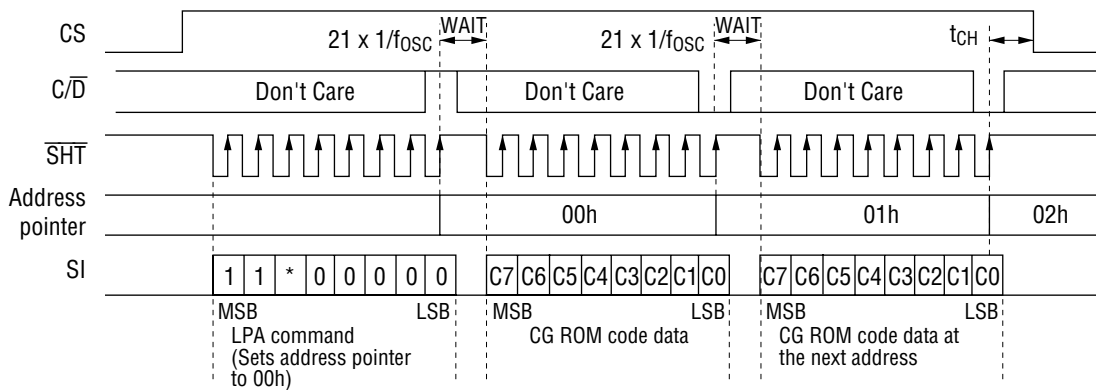 CS
21 x 1/fOSC
WAIT
21 x 1/fOSC
WAIT
tCH
C/D̅
Don't Care
Don't Care
Don't Care
S̅H̅T̅
Address
pointer
00h
01h
02h
SI
1 1 * 0 0 0 0 0
C7 C6 C5 C4 C3 C2 C1 C0
C7 C6 C5 C4 C3 C2 C1 C0
MSB LSB
MSB LSB
MSB LSB
LPA command
(Sets address pointer
to 00h)
CG ROM code data
CG ROM code data at
the next address